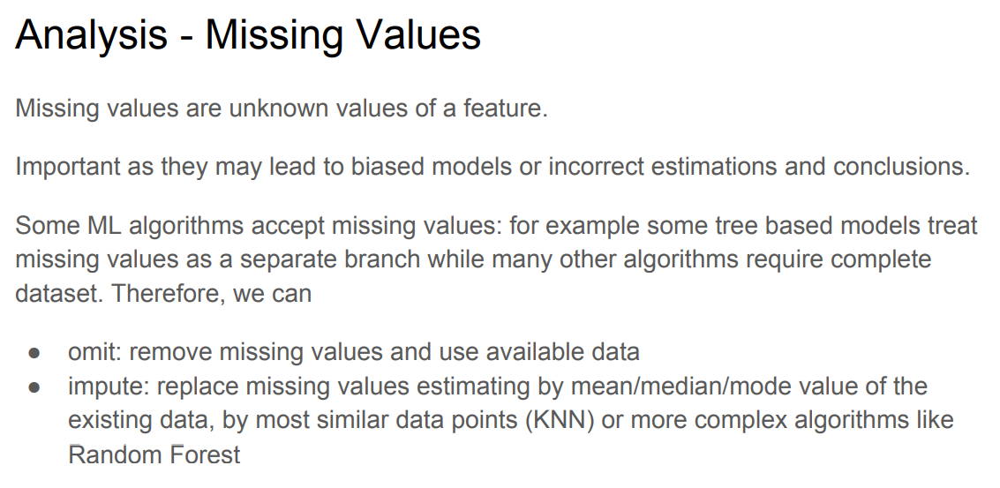 Analysis - Missing Values
Missing values are unknown values of a feature.
Important as they may lead to biased models or incorrect estimations and conclusions.
Some ML algorithms accept missing values: for example some tree based models treat
missing values as a separate branch while many other algorithms require complete
dataset. Therefore, we can
● omit: remove missing values and use available data
● impute: replace missing values estimating by mean/median/mode value of the
existing data, by most similar data points (KNN) or more complex algorithms like
Random Forest